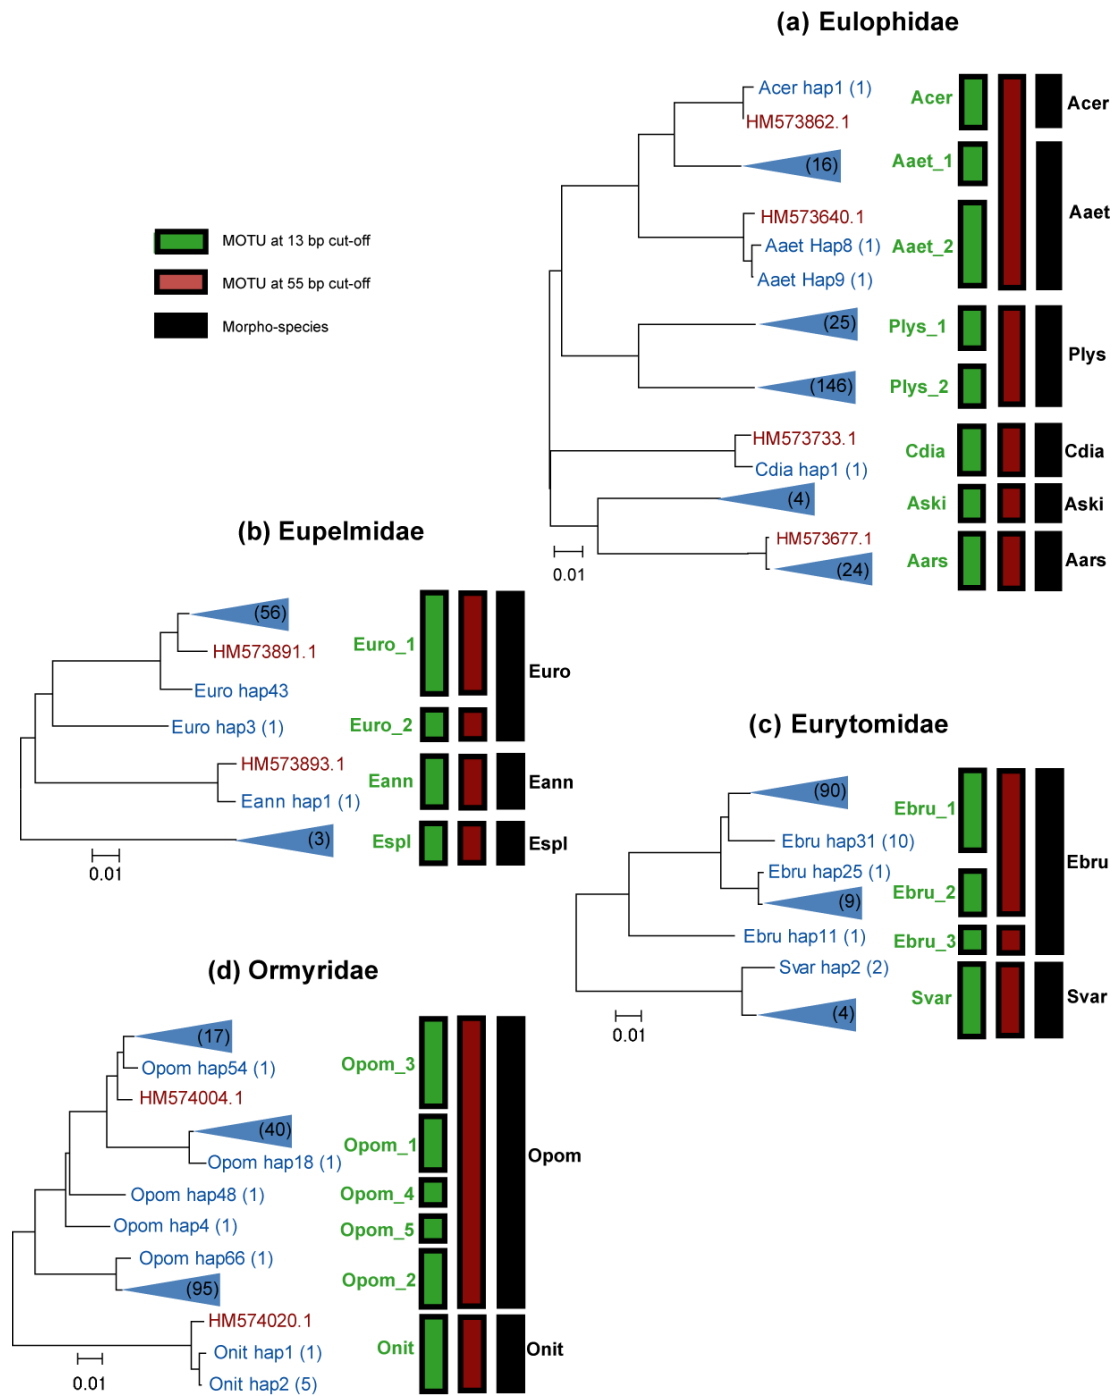 (a) Eulophidae
Acer hap1 (1)
HM573862.1
(16)
HM573640.1
Aaet Hap8 (1)
Aaet Hap9 (1)
(25)
(146)
HM573733.1
Cdia hap1 (1)
(4)
HM573677.1
(24)
0.01
Acer
Aaet_1
Aaet_2
Plys_1
Plys_2
Cdia
Aski
Aars
Acer
Aaet
Plys
Cdia
Aski
Aars
MOTU at 13 bp cut-off
MOTU at 55 bp cut-off
Morpho-species
(b) Eupelmidae
(56)
HM573891.1
Euro hap43
Euro hap3 (1)
HM573893.1
Eann hap1 (1)
(3)
0.01
Euro_1
Euro_2
Eann
Espl
Euro
Eann
Espl
(c) Eurytomidae
(90)
Ebru hap31 (10)
Ebru hap25 (1)
(9)
Ebru hap11 (1)
Svar hap2 (2)
(4)
0.01
Ebru_1
Ebru_2
Ebru_3
Svar
Ebru
Svar
(d) Ormyridae
(17)
Opom hap54 (1)
HM574004.1
(40)
Opom hap18 (1)
Opom hap48 (1)
Opom hap4 (1)
Opom hap66 (1)
(95)
HM574020.1
Onit hap1 (1)
Onit hap2 (5)
0.01
Opom_3
Opom_1
Opom_4
Opom_5
Opom_2
Onit
Opom
Onit